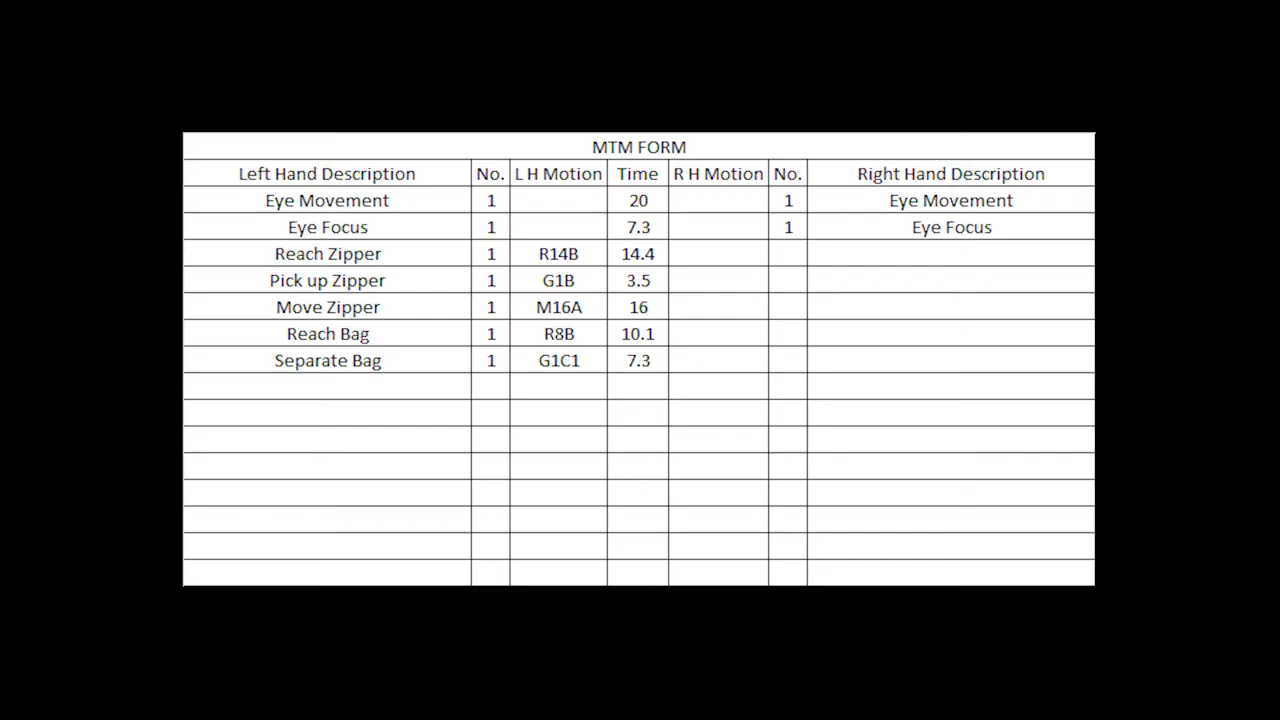 MTM FORM
Left Hand Description No. L H Motion Time R H Motion No. Right Hand Description
Eye Movement 1 20 1 Eye Movement
Eye Focus 1 7.3 1 Eye Focus
Reach Zipper 1 R14B 14.4
Pick up Zipper 1 G1B 3.5
Move Zipper 1 M16A 16
Reach Bag 1 R8B 10.1
Separate Bag 1 G1C1 7.3